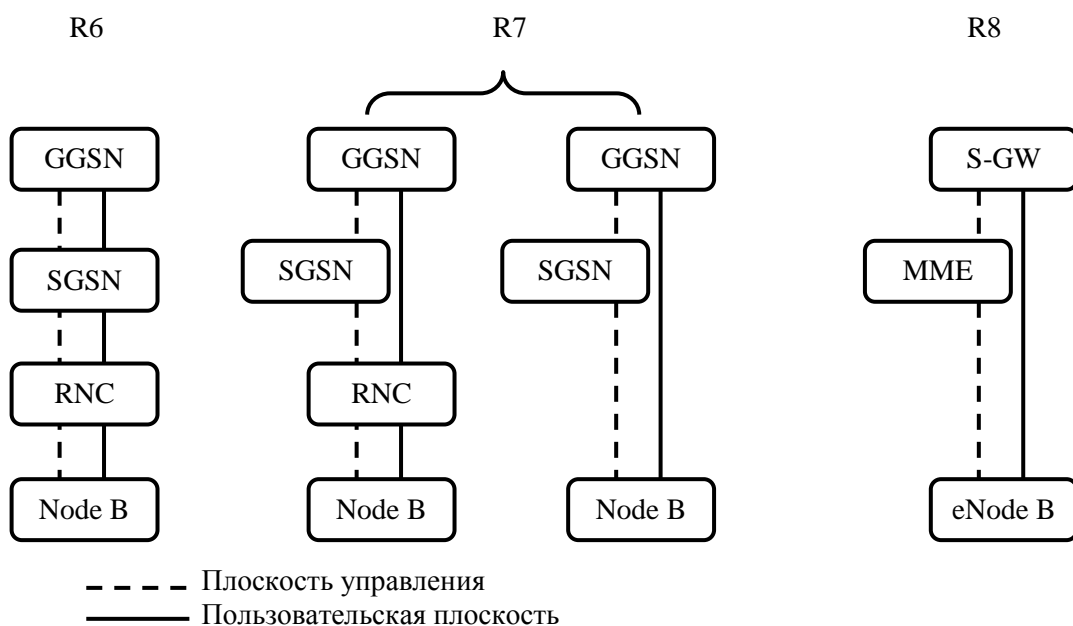 R6 R7 R8
GGSN GGSN GGSN S-GW
SGSN SGSN SGSN MME
RNC RNC
Node B Node B Node B eNode B
Плоскость управления
Пользовательская плоскость